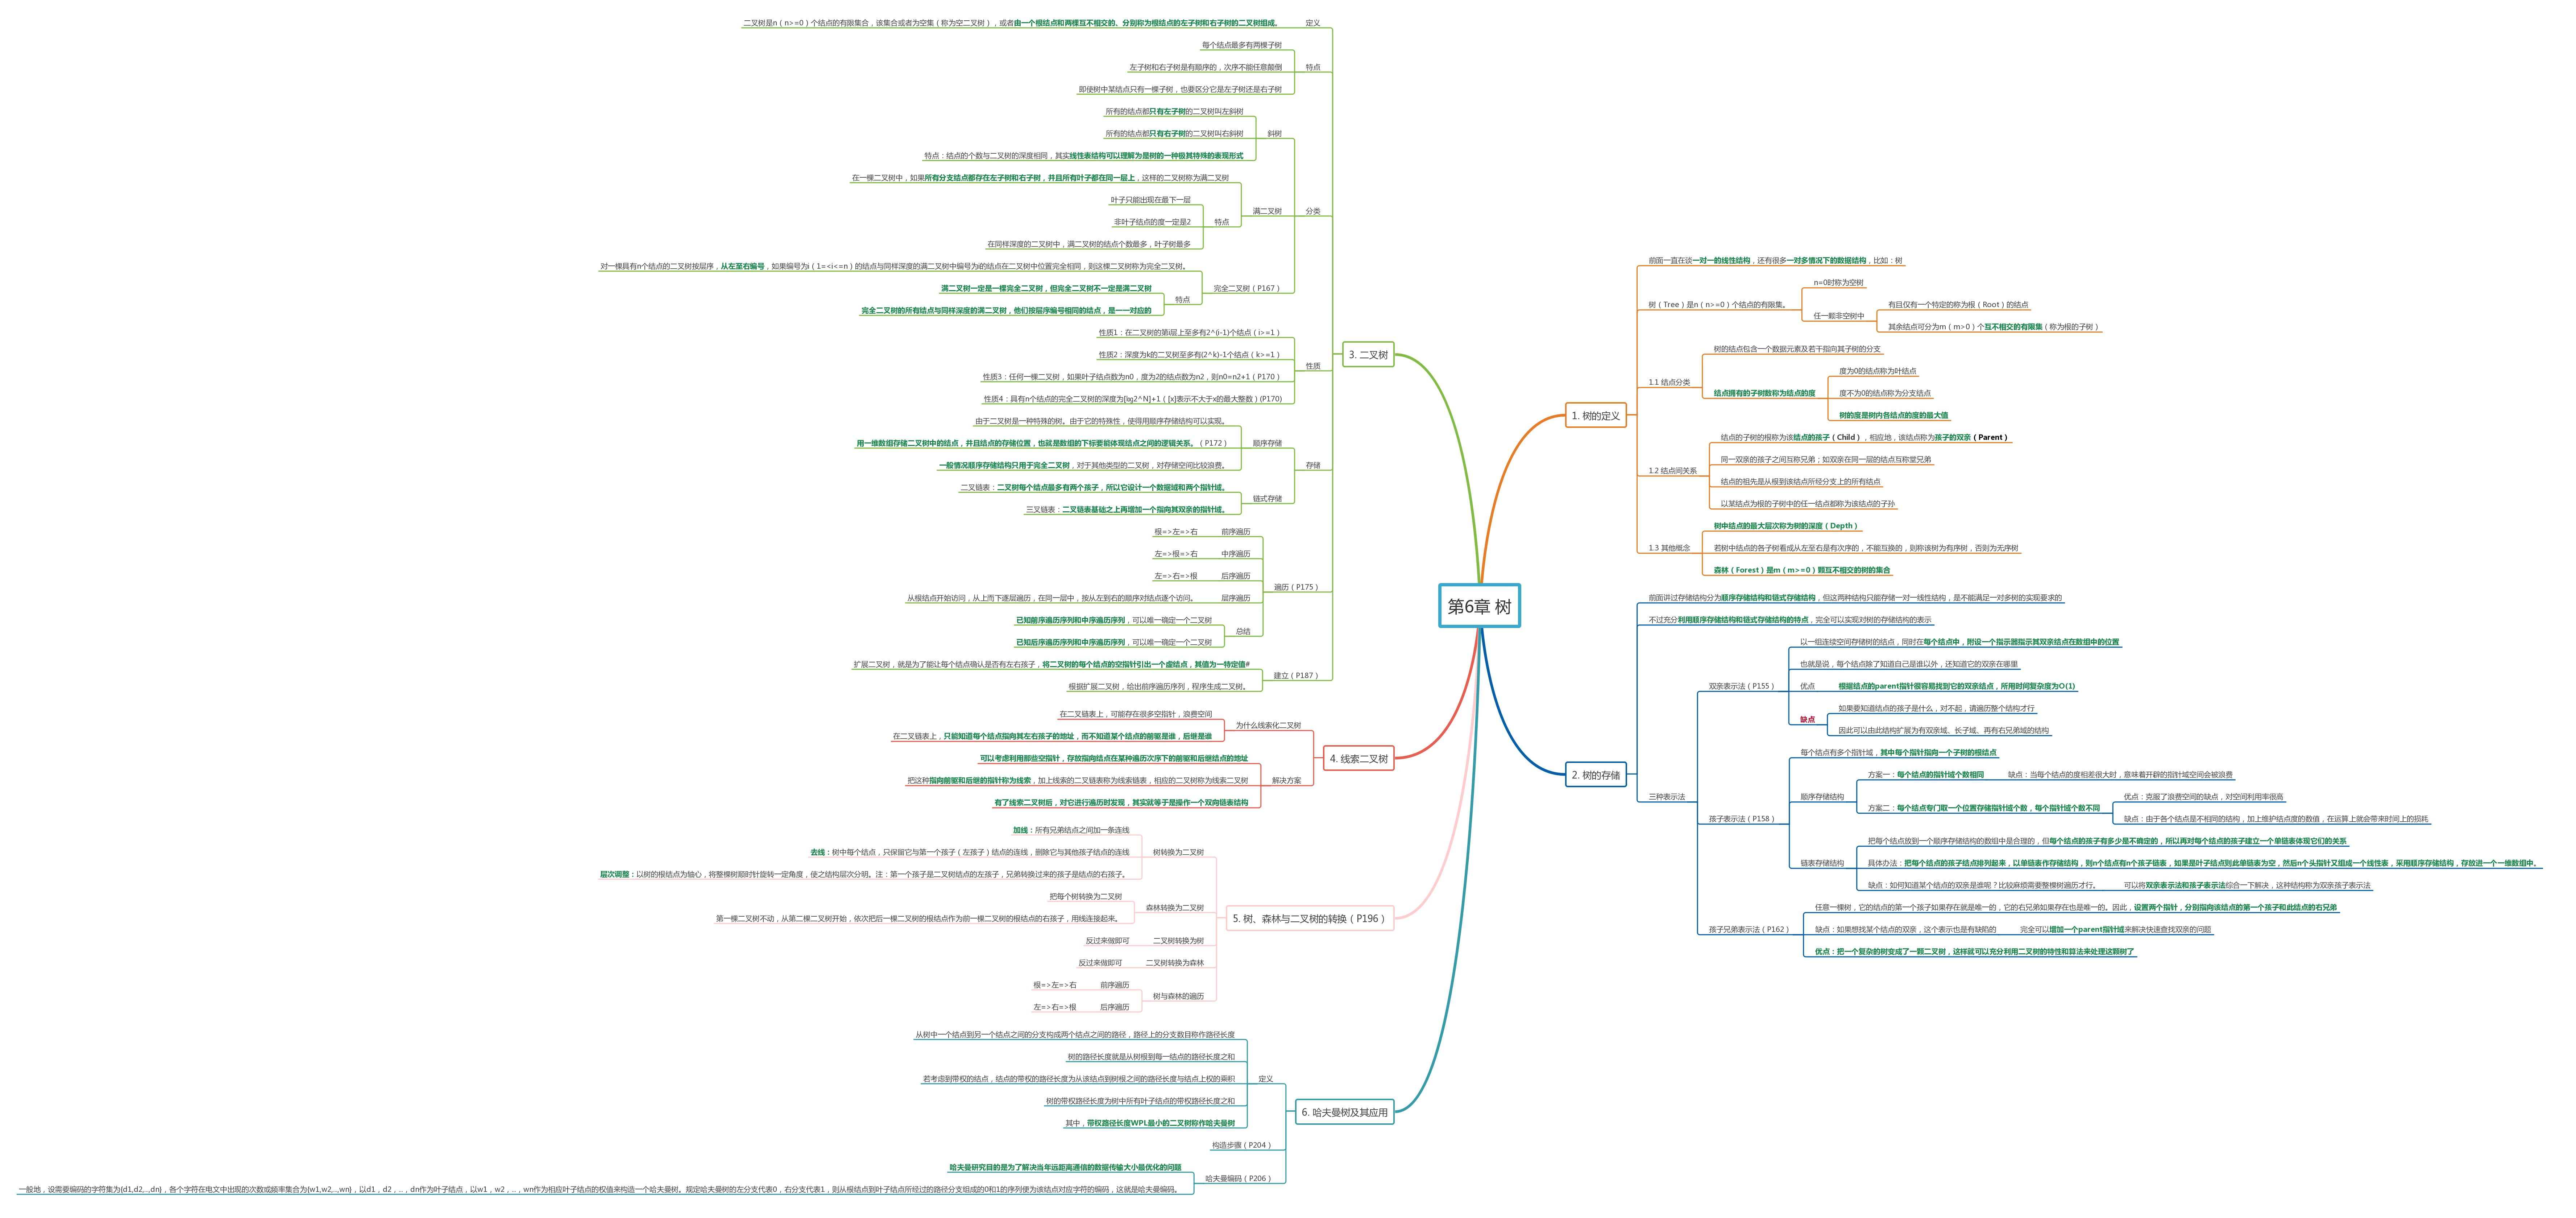 第6章 树
1. 树的定义
前面一直在谈一对一的线性结构，还有很多一对多情况下的数据结构，比如：树
树（Tree）是n（n>=0）个结点的有限集。
n=0时称为空树
任一颗非空树中
有且仅有一个特定的称为根（Root）的结点
其余结点可分为m（m>0）个互不相交的有限集（称为根的子树）
1.1 结点分类
树的结点包含一个数据元素及若干指向其子树的分支
结点拥有的子树数称为结点的度
度为0的结点称为叶结点
度不为0的结点称为分支结点
树的度是树内各结点的度的最大值
1.2 结点间关系
结点的子树的根称为该结点的孩子（Child），相应地，该结点称为孩子的双亲（Parent）
同一双亲的孩子之间互称兄弟；如双亲在同一层的结点互称堂兄弟
结点的祖先是从根到该结点所经分支上的所有结点
以某结点为根的子树中的任一结点都称为该结点的子孙
1.3 其他概念
树中结点的最大层次称为树的深度（Depth）
若树中结点的各子树看成从左至右是有次序的，不能互换的，则称该树为有序树，否则为无序树
森林（Forest）是m（m>=0）颗互不相交的树的集合
2. 树的存储
前面讲过存储结构分为顺序存储结构和链式存储结构，但这两种结构只能存储一对一线性结构，是不能满足一对多树的实现要求的
不过充分利用顺序存储结构和链式存储结构的特点，完全可以实现对树的存储结构的表示
三种表示法
双亲表示法（P155）
以一组连续空间存储树的结点，同时在每个结点中，附设一个指示器指示其双亲结点在数组中的位置
也就是说，每个结点除了知道自己是谁以外，还知道它的双亲在哪里
优点
根据结点的parent指针很容易找到它的双亲结点，所用时间复杂度为O(1)
缺点
如果要知道结点的孩子是什么，对不起，请遍历整个结构才行
因此可以由此结构扩展为有双亲域、长子域、再有右兄弟域的结构
孩子表示法（P158）
每个结点有多个指针域，其中每个指针指向一个子树的根结点
顺序存储结构
方案一：每个结点的指针域个数相同
缺点：当每个结点的度相差很大时，意味着开辟的指针域空间会被浪费
方案二：每个结点专门取一个位置存储指针域个数，每个指针域个数不同
优点：克服了浪费空间的缺点，对空间利用率很高
缺点：由于各个结点是不相同的结构，加上维护结点度的数值，在运算上就会带来时间上的损耗
链表存储结构
把每个结点放到一个顺序存储结构的数组中是合理的，但每个结点的孩子有多少是不确定的，所以再对每个结点的孩子建立一个单链表体现它们的关系
具体办法：把每个结点的孩子结点排列起来，以单链表作存储结构，则n个结点有n个孩子链表，如果是叶子结点则此单链表为空，然后n个头指针又组成一个线性表，采用顺序存储结构，存放进一个一维数组中。
缺点：如何知道某个结点的双亲是谁呢？比较麻烦需要整棵树遍历才行。
可以将双亲表示法和孩子表示法综合一下解决，这种结构称为双亲孩子表示法
孩子兄弟表示法（P162）
任意一棵树，它的结点的第一个孩子如果存在就是唯一的，它的右兄弟如果存在也是唯一的。因此，设置两个指针，分别指向该结点的第一个孩子和此结点的右兄弟
缺点：如果想找某个结点的双亲，这个表示也是有缺陷的
完全可以增加一个parent指针域来解决快速查找双亲的问题
优点：把一个复杂的树变成了一颗二叉树，这样就可以充分利用二叉树的特性和算法来处理这颗树了
3. 二叉树
定义
二叉树是n（n>=0）个结点的有限集合，该集合或者为空集（称为空二叉树），或者由一个根结点和两棵互不相交的、分别称为根结点的左子树和右子树的二叉树组成。
特点
每个结点最多有两棵子树
左子树和右子树是有顺序的，次序不能任意颠倒
即使树中某结点只有一棵子树，也要区分它是左子树还是右子树
分类
斜树
所有的结点都只有左子树的二叉树叫左斜树
所有的结点都只有右子树的二叉树叫右斜树
特点：结点的个数与二叉树的深度相同，其实线性表结构可以理解为是树的一种极其特殊的表现形式
满二叉树
在一棵二叉树中，如果所有分支结点都存在左子树和右子树，并且所有叶子都在同一层上，这样的二叉树称为满二叉树
特点
叶子只能出现在最下一层
非叶子结点的度一定是2
在同样深度的二叉树中，满二叉树的结点个数最多，叶子树最多
完全二叉树（P167）
对一棵具有n个结点的二叉树按层序，从左至右编号，如果编号为i（1=<i<=n）的结点与同样深度的满二叉树中编号为i的结点在二叉树中位置完全相同，则这棵二叉树称为完全二叉树。
特点
满二叉树一定是一棵完全二叉树，但完全二叉树不一定是满二叉树
完全二叉树的所有结点与同样深度的满二叉树，他们按层序编号相同的结点，是一一对应的
性质
性质1：在二叉树的第i层上至多有2^(i-1)个结点（i>=1）
性质2：深度为k的二叉树至多有(2^k)-1个结点（k>=1）
性质3：任何一棵二叉树，如果叶子结点数为n0，度为2的结点数为n2，则n0=n2+1（P170）
性质4：具有n个结点的完全二叉树的深度为[log2^N]+1（[x]表示不大于x的最大整数）(P170)
存储
顺序存储
由于二叉树是一种特殊的树。由于它的特殊性，使得用顺序存储结构可以实现。
用一维数组存储二叉树中的结点，并且结点的存储位置，也就是数组的下标要能体现结点之间的逻辑关系。（P172）
一般情况顺序存储结构只用于完全二叉树，对于其他类型的二叉树，对存储空间比较浪费。
链式存储
二叉链表：二叉树每个结点最多有两个孩子，所以它设计一个数据域和两个指针域。
三叉链表：二叉链表基础之上再增加一个指向其双亲的指针域。
遍历（P175）
前序遍历
根=>左=>右
中序遍历
左=>根=>右
后序遍历
左=>右=>根
层序遍历
从根结点开始访问，从上而下逐层遍历，在同一层中，按从左到右的顺序对结点逐个访问。
总结
已知前序遍历序列和中序遍历序列，可以唯一确定一个二叉树
已知后序遍历序列和中序遍历序列，可以唯一确定一个二叉树
建立（P187）
扩展二叉树，就是为了能让每个结点确认是否有左右孩子，将二叉树的每个结点的空指针引出一个虚结点，其值为一特定值#
根据扩展二叉树，给出前序遍历序列，程序生成二叉树。
4. 线索二叉树
为什么线索化二叉树
在二叉链表上，可能存在很多空指针，浪费空间
在二叉链表上，只能知道每个结点指向其左右孩子的地址，而不知道某个结点的前驱是谁，后继是谁
解决方案
可以考虑利用那些空指针，存放指向结点在某种遍历次序下的前驱和后继结点的地址
把这种指向前驱和后继的指针称为线索，加上线索的二叉链表称为线索链表，相应的二叉树称为线索二叉树
有了线索二叉树后，对它进行遍历时发现，其实就等于是操作一个双向链表结构
5. 树、森林与二叉树的转换（P196）
树转换为二叉树
加线：所有兄弟结点之间加一条连线
去线：树中每个结点，只保留它与第一个孩子（左孩子）结点的连线，删除它与其他孩子结点的连线
层次调整：以树的根结点为轴心，将整棵树顺时针旋转一定角度，使之结构层次分明。注：第一个孩子是二叉树结点的左孩子，兄弟转换过来的孩子是结点的右孩子。
森林转换为二叉树
把每个树转换为二叉树
第一棵二叉树不动，从第二棵二叉树开始，依次把后一棵二叉树的根结点作为前一棵二叉树的根结点的右孩子，用线连接起来。
二叉树转换为树
反过来做即可
二叉树转换为森林
反过来做即可
树与森林的遍历
前序遍历
根=>左=>右
后序遍历
左=>右=>根
6. 哈夫曼树及其应用
定义
从树中一个结点到另一个结点之间的分支构成两个结点之间的路径，路径上的分支数目称作路径长度
树的路径长度就是从树根到每一结点的路径长度之和
若考虑到带权的结点，结点的带权的路径长度为从该结点到树根之间的路径长度与结点上权的乘积
树的带权路径长度为树中所有叶子结点的带权路径长度之和
其中，带权路径长度WPL最小的二叉树称作哈夫曼树
构造步骤（P204）
哈夫曼编码（P206）
哈夫曼研究目的是为了解决当年远距离通信的数据传输大小最优化的问题
一般地，设需要编码的字符集为{d1,d2,..,dn}，各个字符在电文中出现的次数或频率集合为{w1,w2,..,wn}，以d1，d2，..，dn作为叶子结点，以w1，w2，..，wn作为相应叶子结点的权值来构造一个哈夫曼树。规定哈夫曼树的左分支代表0，右分支代表1，则从根结点到叶子结点所经过的路径分支组成的0和1的序列便为该结点对应字符的编码，这就是哈夫曼编码。